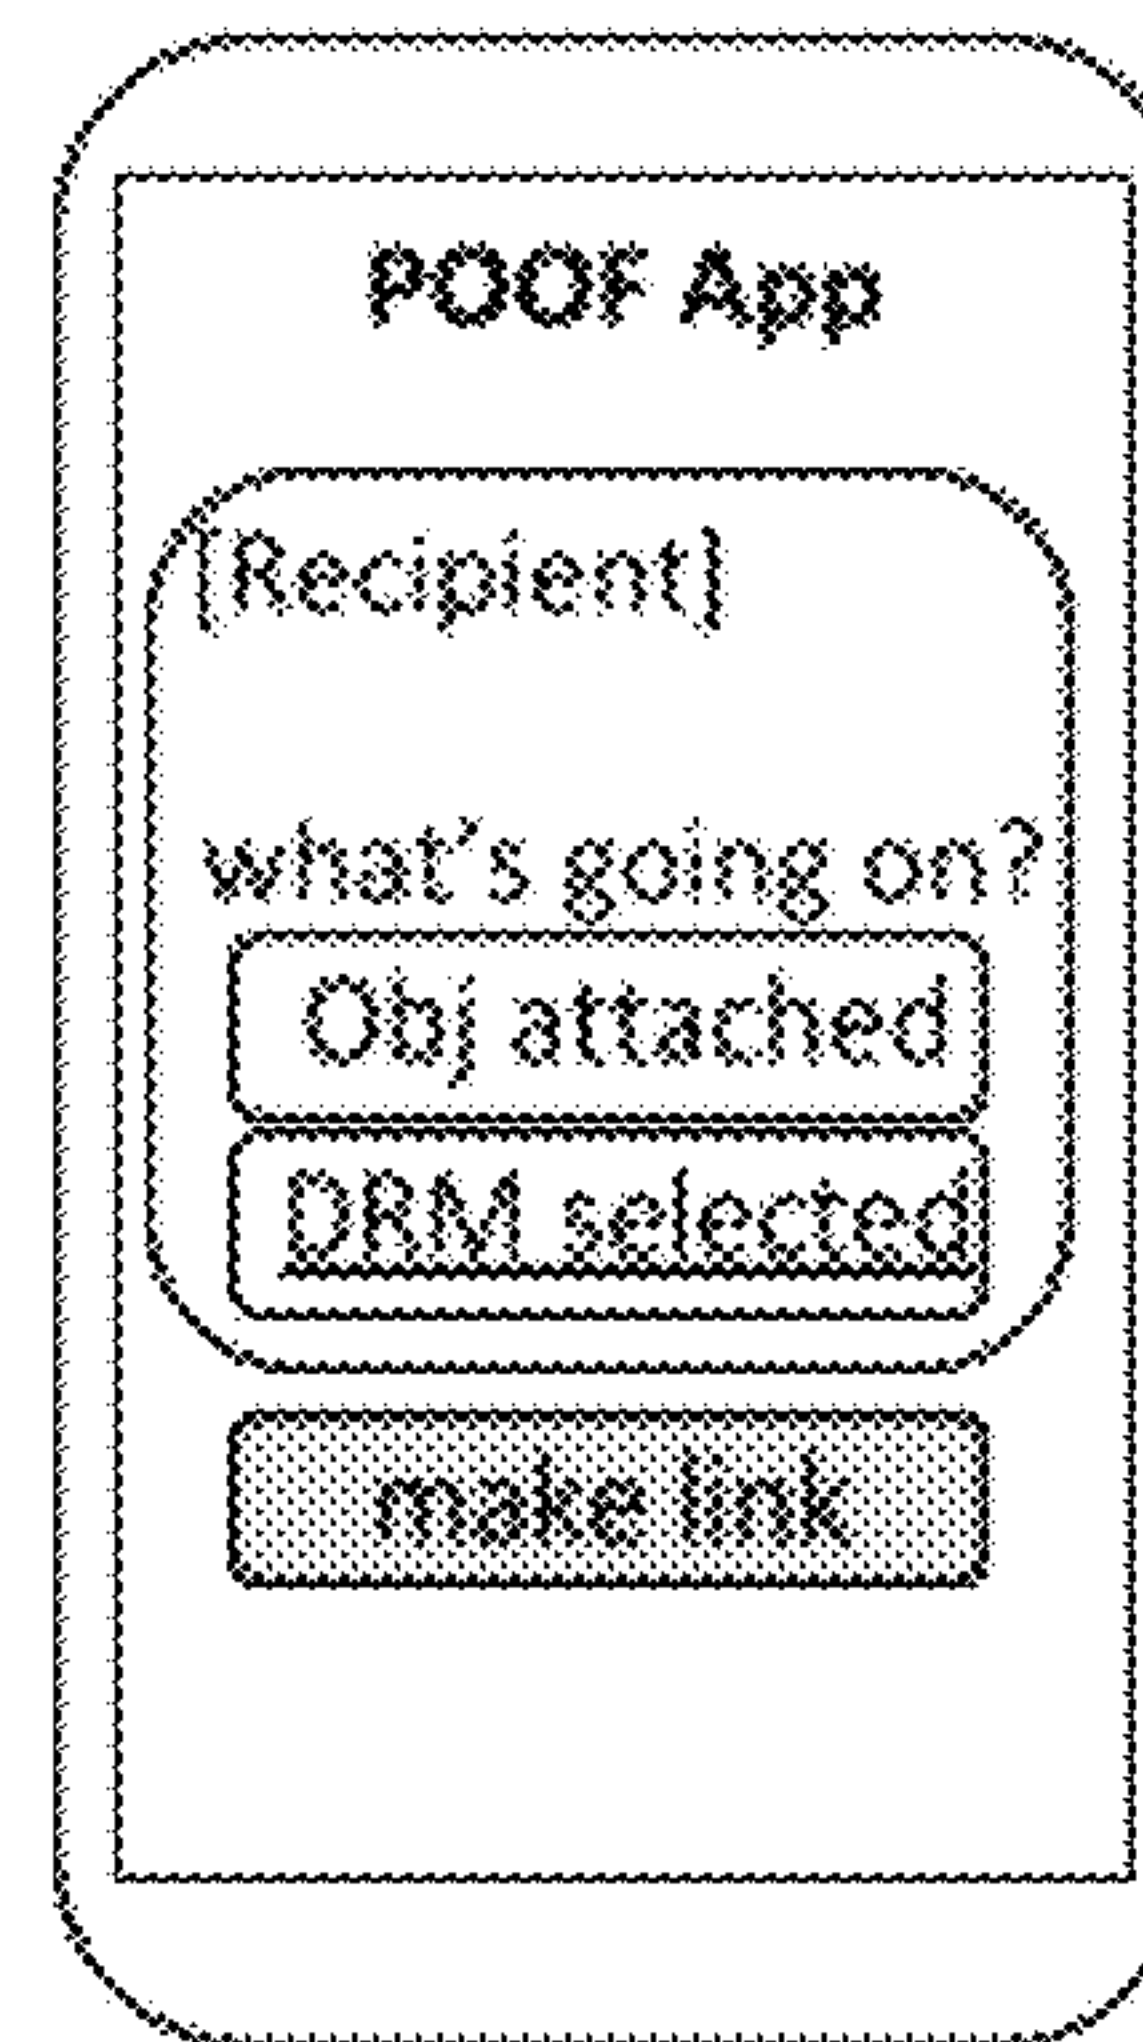 POOF App
[Recipient]
what's going on?
Obj attached
DRM selected
make link